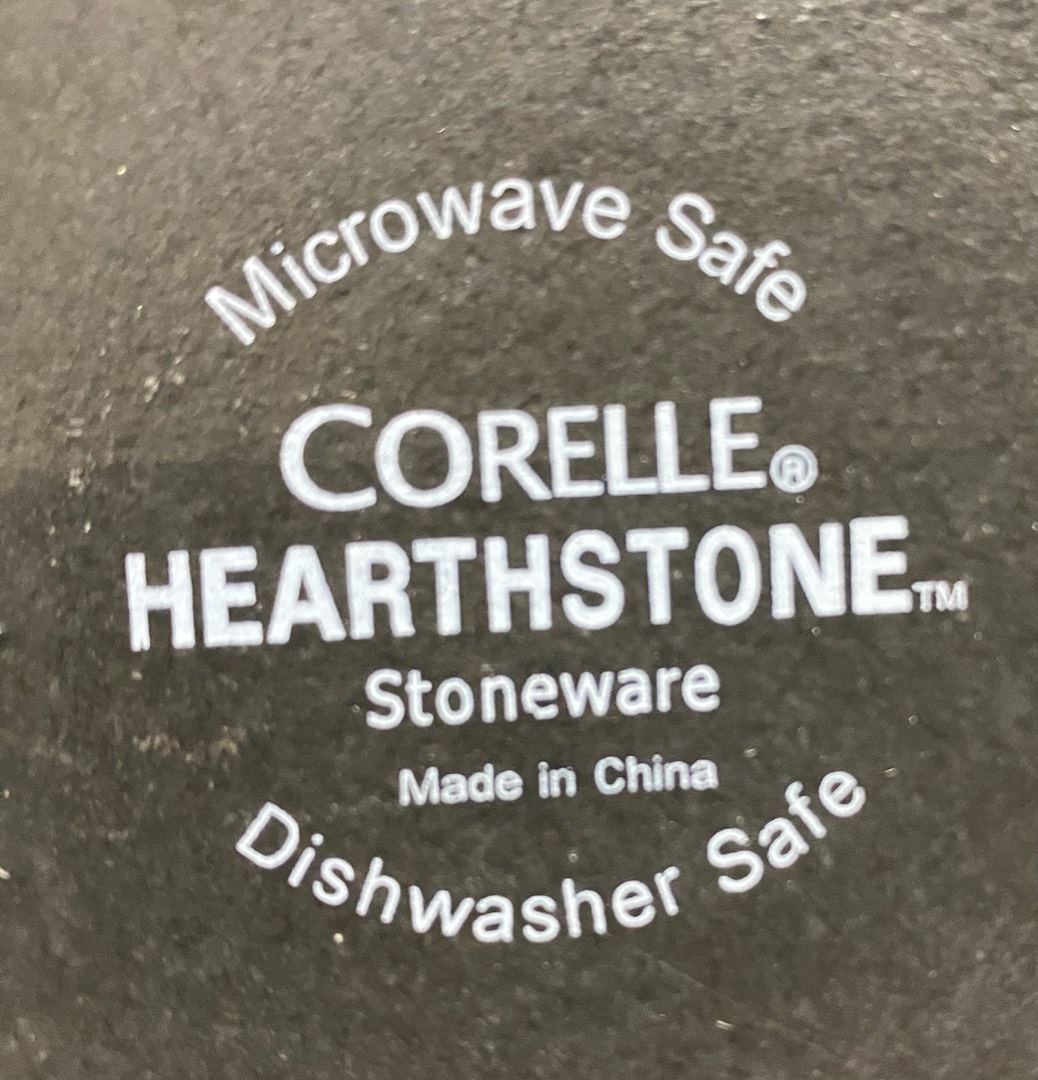 Microwave Safe
CORELLE®
HEARTHSTONE™
Stoneware
Made in China
Dishwasher Safe